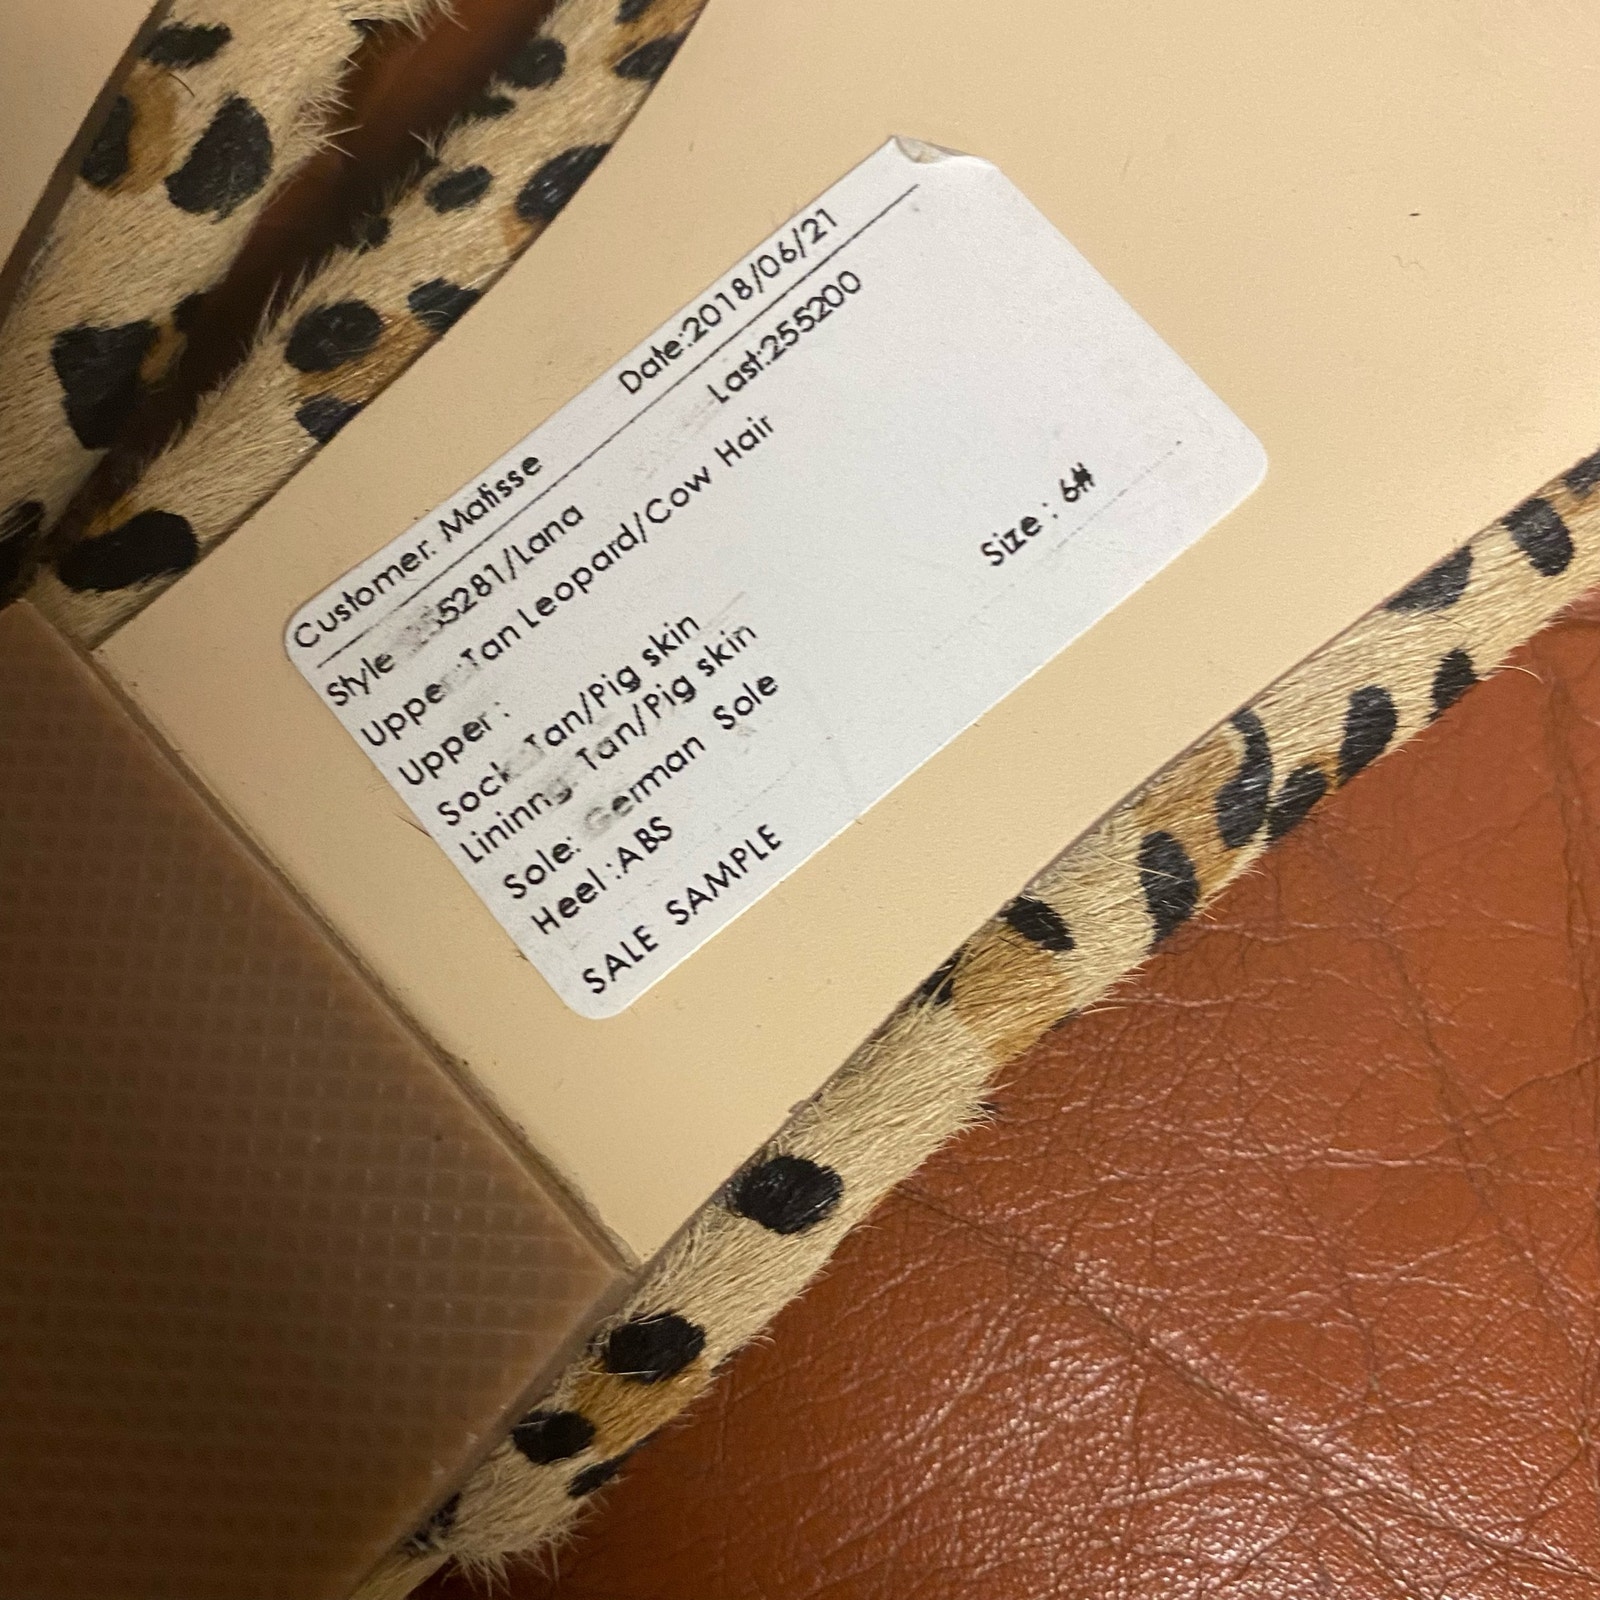 Customer: Matisse Date:2018/06/21
Style 5281/Lana Last:255200
Upper:Tan Leopard/Cow Hair
Upper:
Sock Tan/Pig skin
Lininng Tan/Pig skin Size: 6#
Sole: German Sole
Heel:ABS
SALE SAMPLE